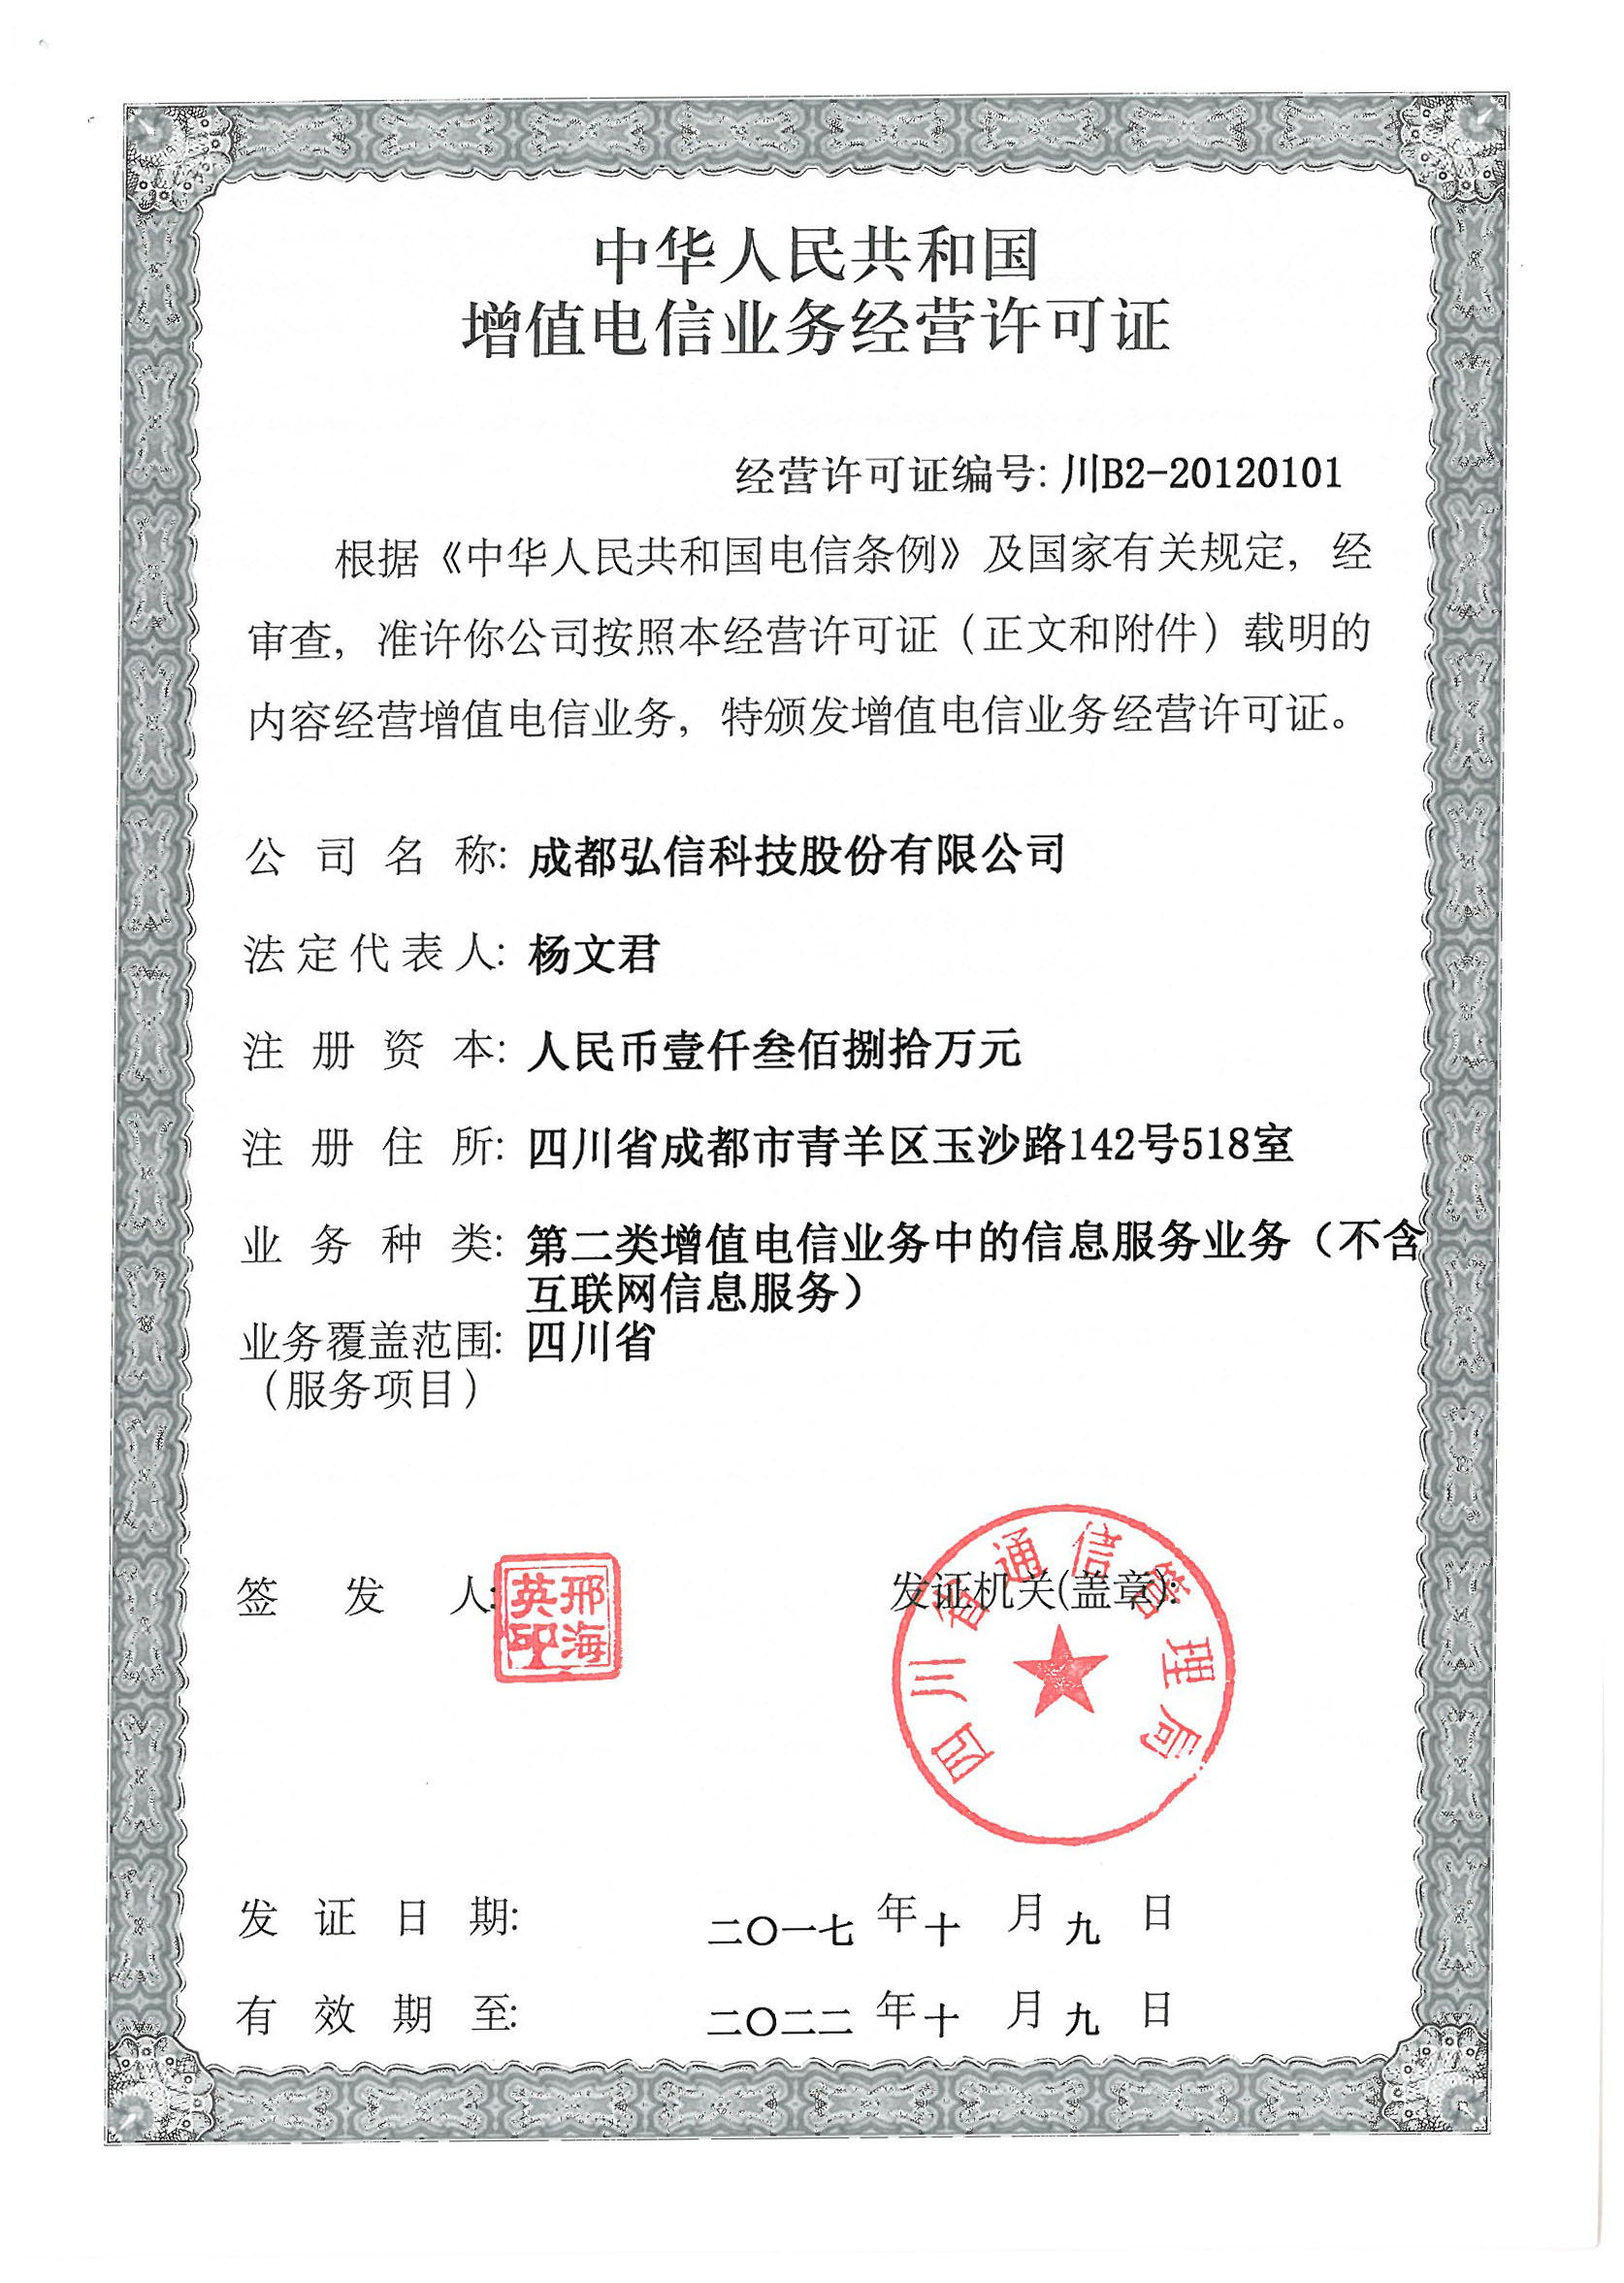 中华人民共和国
增值电信业务经营许可证
经营许可证编号: 川B2-20120101
根据《中华人民共和国电信条例》及国家有关规定，经
审查，准许你公司按照本经营许可证（正文和附件）载明的
内容经营增值电信业务，特颁发增值电信业务经营许可证。
公司名称: 成都弘信科技股份有限公司
法定代表人: 杨文君
注册资本: 人民币壹仟叁佰捌拾万元
注册住所: 四川省成都市青羊区玉沙路142号518室
业务种类: 第二类增值电信业务中的信息服务业务（不含
互联网信息服务）
业务覆盖范围: 四川省
（服务项目）
签发人:
邢海英印
发证机关(盖章):
四川省通信管理局
发证日期: 二〇一七年十月九日
有效期至: 二〇二二年十月九日